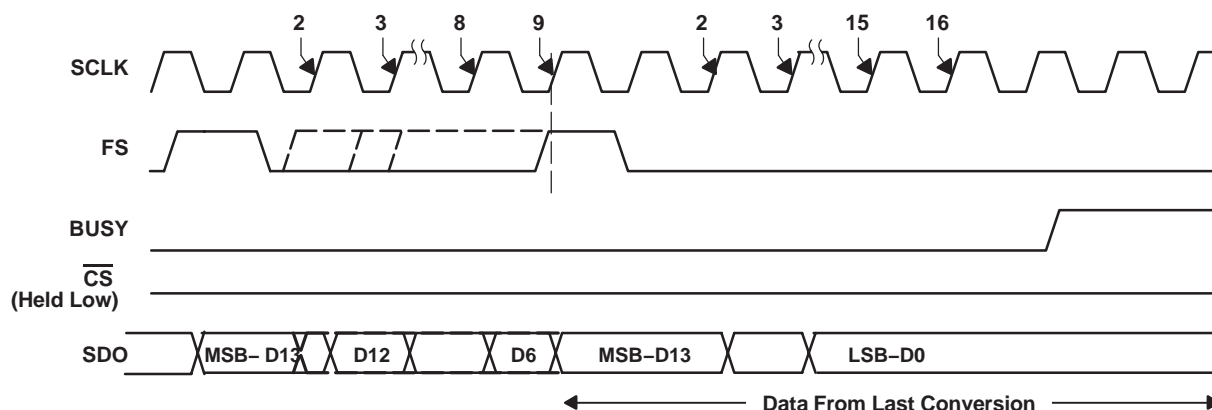 2 3 8 9 2 3 15 16
SCLK
FS
BUSY
CS
(Held Low)
SDO MSB– D13 D12 D6 MSB–D13 LSB–D0
Data From Last Conversion